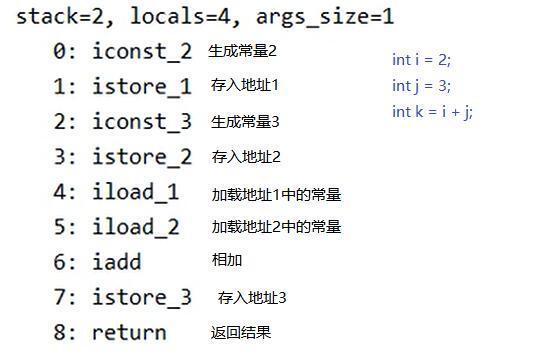 stack=2, locals=4, args_size=1
0: iconst_2 生成常量2 int i = 2;
1: istore_1 存入地址1 int j = 3;
2: iconst_3 生成常量3 int k = i + j;
3: istore_2 存入地址2
4: iload_1 加载地址1中的常量
5: iload_2 加载地址2中的常量
6: iadd 相加
7: istore_3 存入地址3
8: return 返回结果